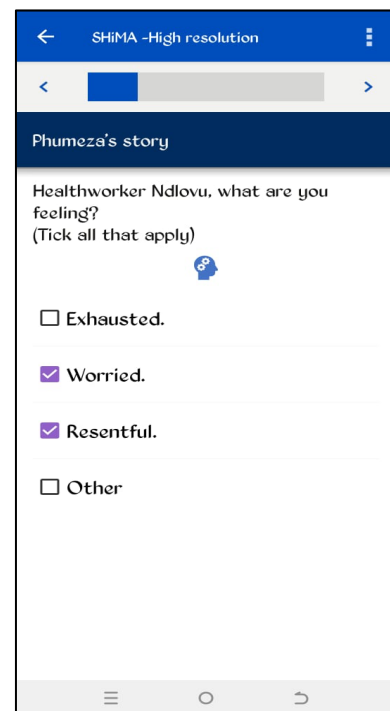 SHiMA -High resolution
Phumeza's story
Healthworker Ndlovu, what are you
feeling?
(Tick all that apply)
Exhausted.
Worried.
Resentful.
Other